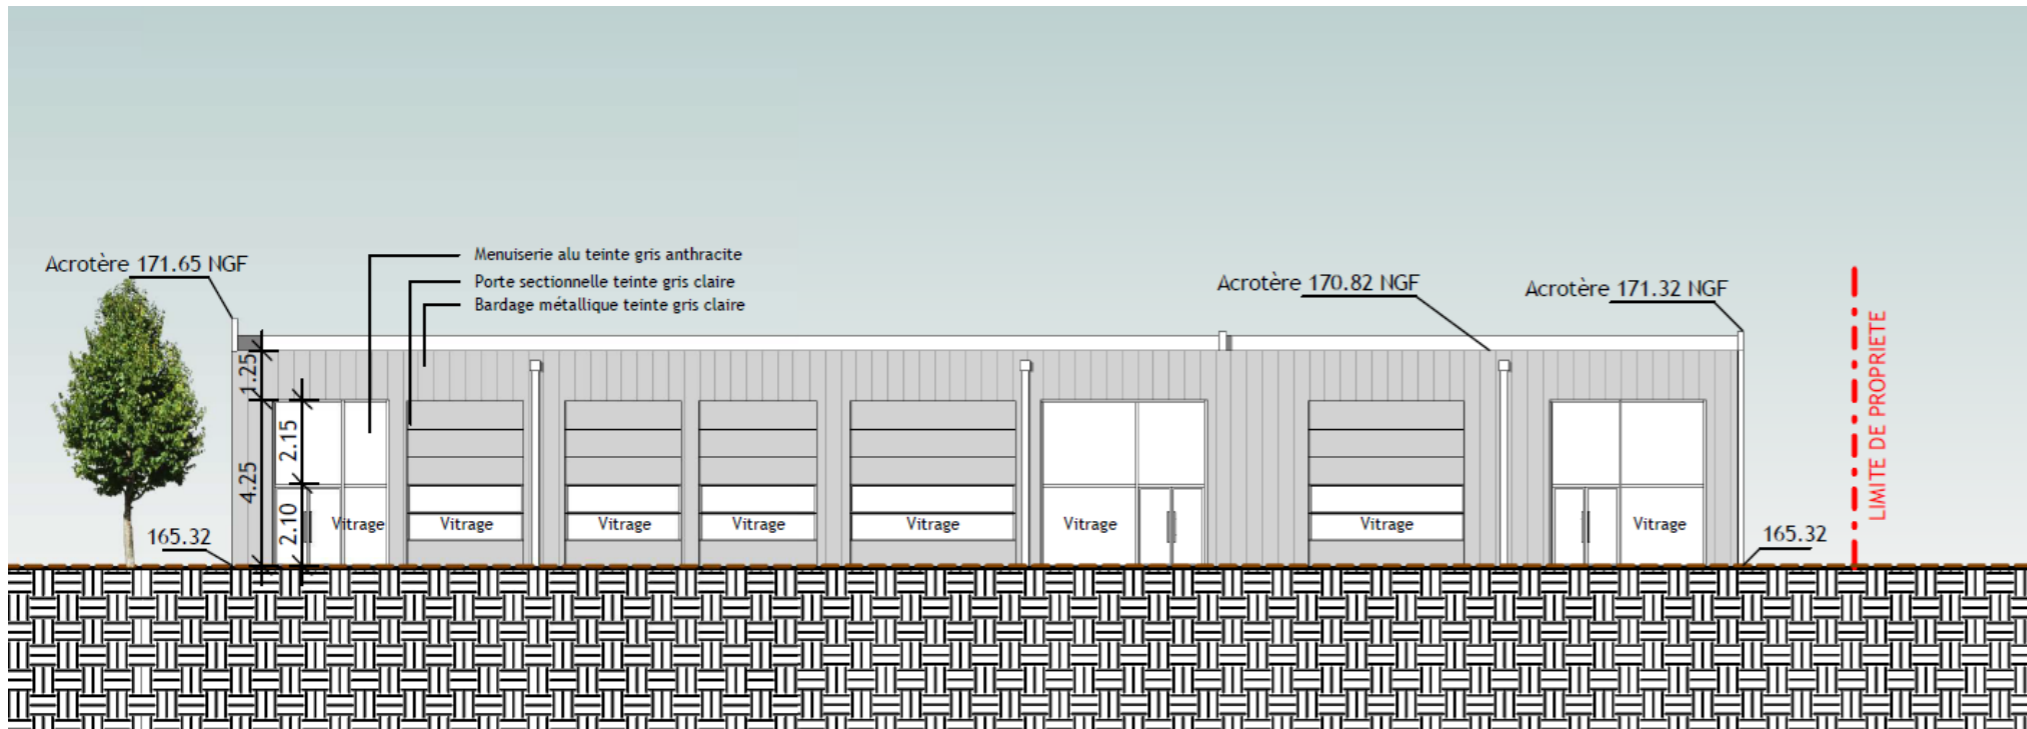 Menuiserie alu teinte gris anthracite
Acrotère 171.65 NGF
Porte sectionnelle teinte gris claire
Bardage métallique teinte gris claire
Acrotère 170.82 NGF
Acrotère 171.32 NGF
LIMITE DE PROPRIETE
1.25
2.15
4.25
2.10
Vitrage
Vitrage
Vitrage
Vitrage
Vitrage
Vitrage
Vitrage
Vitrage
165.32
165.32